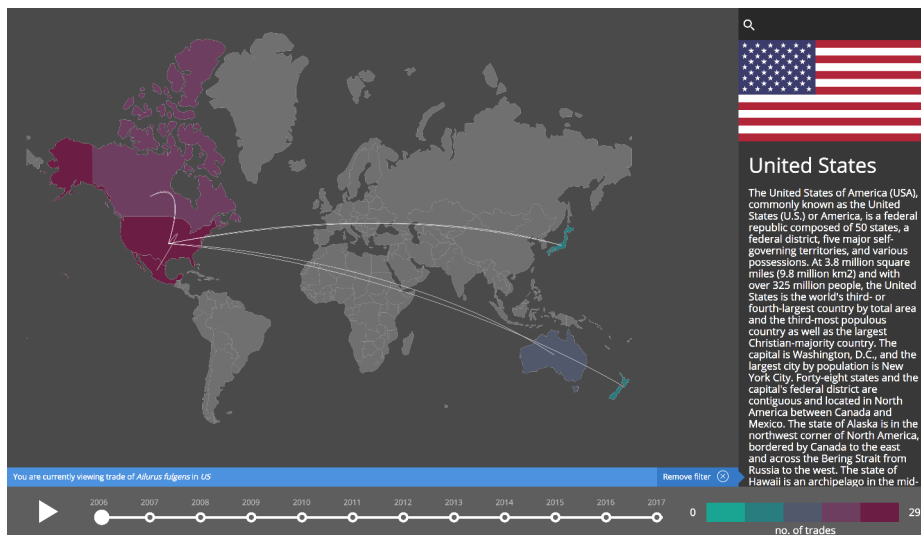 United States
The United States of America (USA),
commonly known as the United
States (U.S.) or America, is a federal
republic composed of 50 states, a
federal district, five major self-
governing territories, and various
possessions. At 3.8 million square
miles (9.8 million km2) and with
over 325 million people, the United
States is the world's third- or
fourth-largest country by total area
and the third-most populous
country as well as the largest
Christian-majority country. The
capital is Washington, D.C., and the
largest city by population is New
York City. Forty-eight states and the
capital's federal district are
contiguous and located in North
America between Canada and
Mexico. The state of Alaska is in the
northwest corner of North America,
bordered by Canada to the east
and across the Bering Strait from
Russia to the west. The state of
Hawaii is an archipelago in the mid-
You are currently viewing trade of Ailurus fulgens in US
Remove filter
2006 2007 2008 2009 2010 2011 2012 2013 2014 2015 2016 2017
0 29
no. of trades